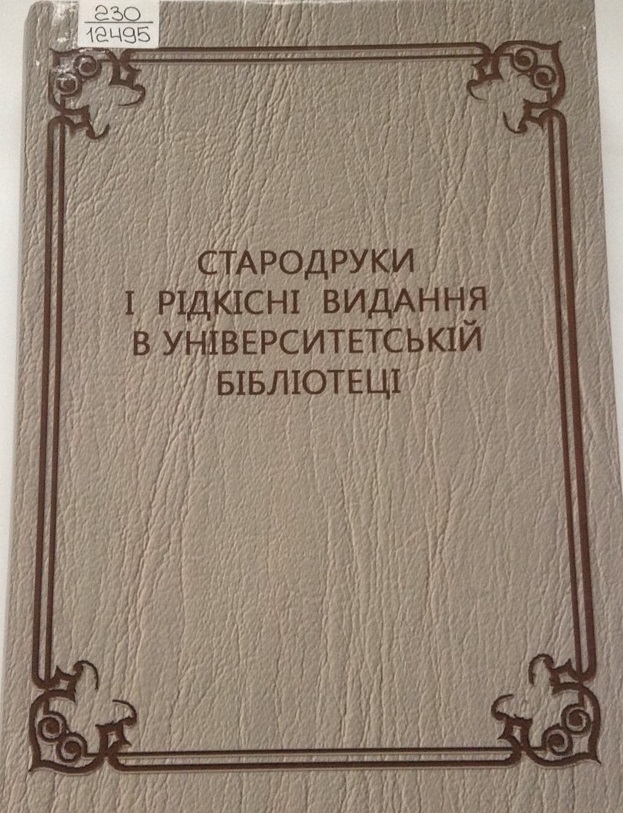 230
12495
СТАРОДРУКИ
І РІДКІСНІ ВИДАННЯ
В УНІВЕРСИТЕТСЬКІЙ
БІБЛІОТЕЦІ